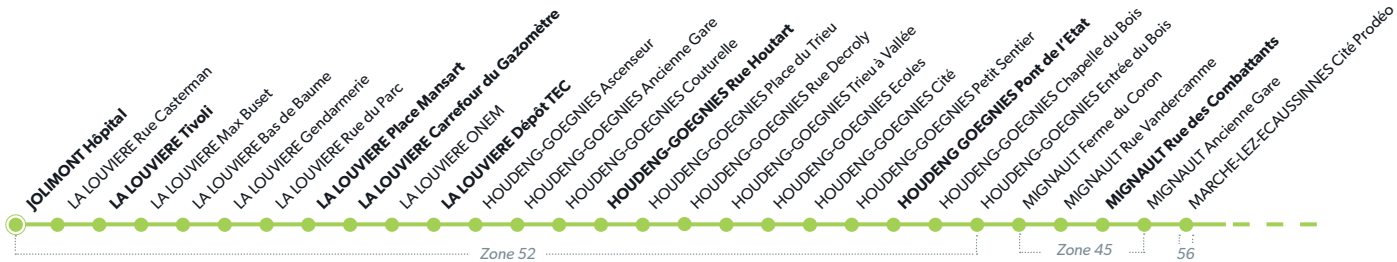 JOLIMONT Hôpital
LA LOUVIERE Rue Casterman
LA LOUVIERE Tivoli
LA LOUVIERE Max Buset
LA LOUVIERE Bas de Baume
LA LOUVIERE Gendarmerie
LA LOUVIERE Rue du Parc
LA LOUVIERE Place Mansart
LA LOUVIERE Carrefour du Gazomètre
LA LOUVIERE ONEM
LA LOUVIERE Dépôt TEC
HOUDENG-GOEGNIES Ascenseur
HOUDENG-GOEGNIES Ancienne Gare
HOUDENG-GOEGNIES Couturelle
HOUDENG-GOEGNIES Rue Houtart
HOUDENG-GOEGNIES Place du Trieu
HOUDENG-GOEGNIES Rue Decroly
HOUDENG-GOEGNIES Trieu à Vallée
HOUDENG-GOEGNIES Ecoles
HOUDENG-GOEGNIES Cité
HOUDENG-GOEGNIES Petit Sentier
HOUDENG GOEGNIES Pont de l'Etat
HOUDENG-GOEGNIES Chapelle du Bois
HOUDENG-GOEGNIES Entrée du Bois
MIGNAULT Ferme du Coron
MIGNAULT Rue Vandercamme
MIGNAULT Rue des Combattants
MIGNAULT Ancienne Gare
MARCHE-LEZ-ECAUSSINNES Cité Prodéo
Zone 52
Zone 45
56